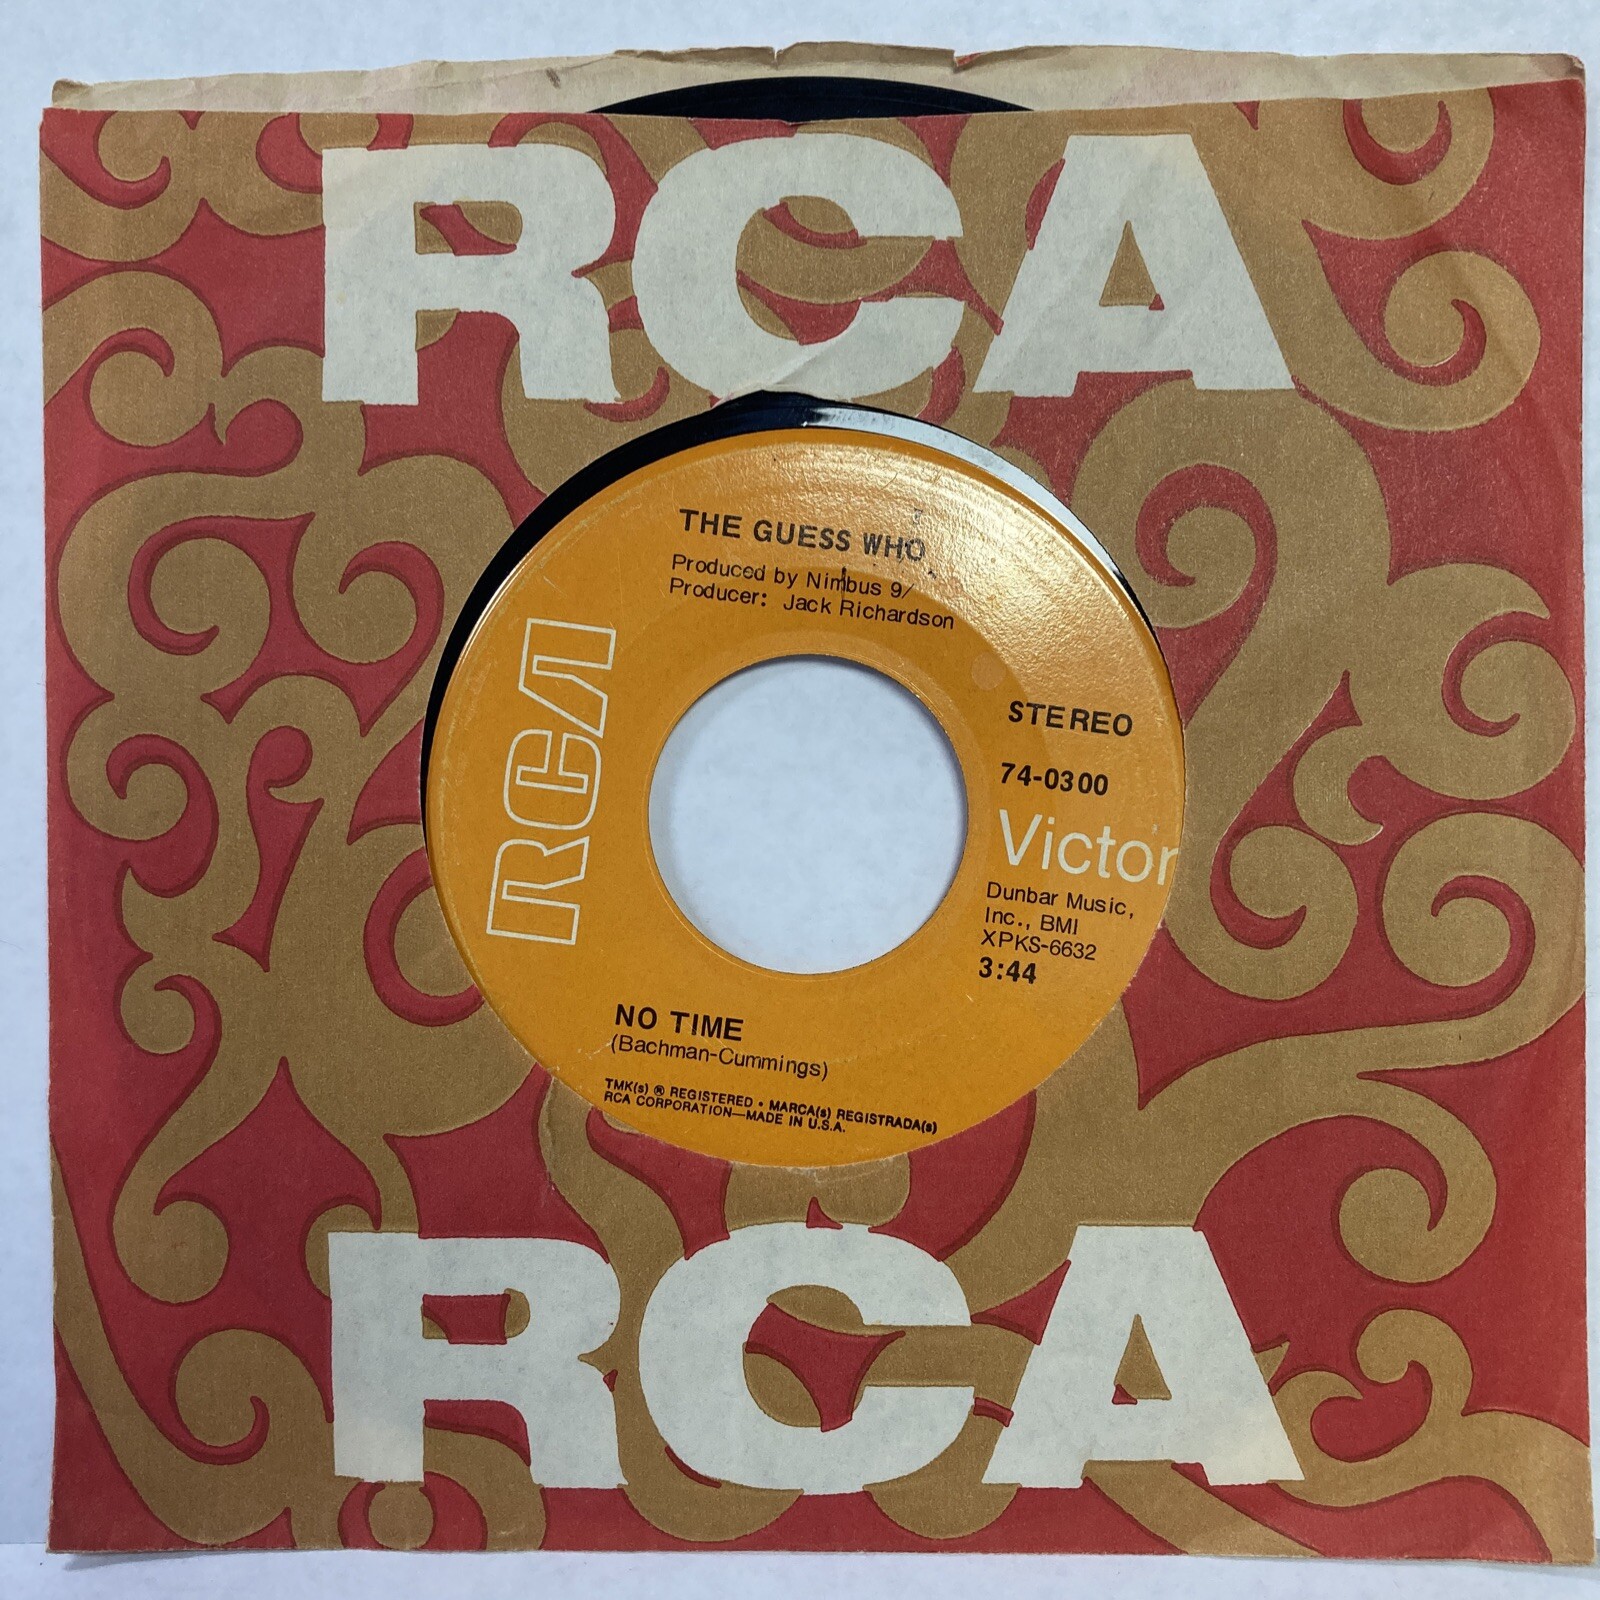 RCA
THE GUESS WHO
Produced by Nimbus 9/
Producer: Jack Richardson
RCA
STEREO
74-0300
Victor
Dunbar Music,
Inc., BMI
XPKS-6632
3:44
NO TIME
(Bachman-Cummings)
TMK(s) ® REGISTERED • MARCA(s) REGISTRADA(s)
RCA CORPORATION—MADE IN U.S.A.
RCA